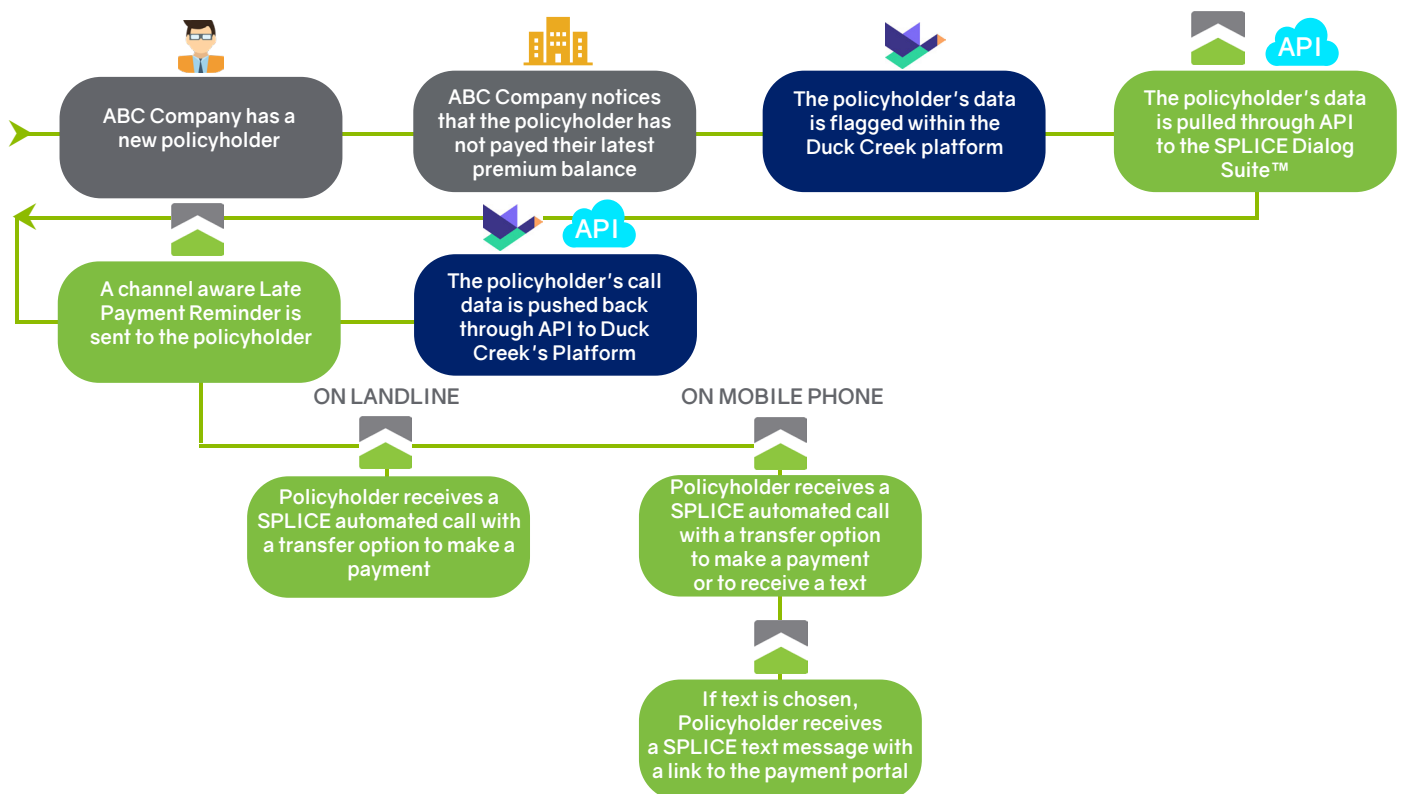 API
ABC Company has a
new policyholder
ABC Company notices
that the policyholder has
not payed their latest
premium balance
The policyholder's data
is flagged within the
Duck Creek platform
The policyholder's data
is pulled through API
to the SPLICE Dialog
Suite™
API
A channel aware Late
Payment Reminder is
sent to the policyholder
The policyholder's call
data is pushed back
through API to Duck
Creek's Platform
ON LANDLINE
ON MOBILE PHONE
Policyholder receives a
SPLICE automated call with
a transfer option to make a
payment
Policyholder receives a
SPLICE automated call
with a transfer option
to make a payment
or to receive a text
If text is chosen,
Policyholder receives
a SPLICE text message with
a link to the payment portal